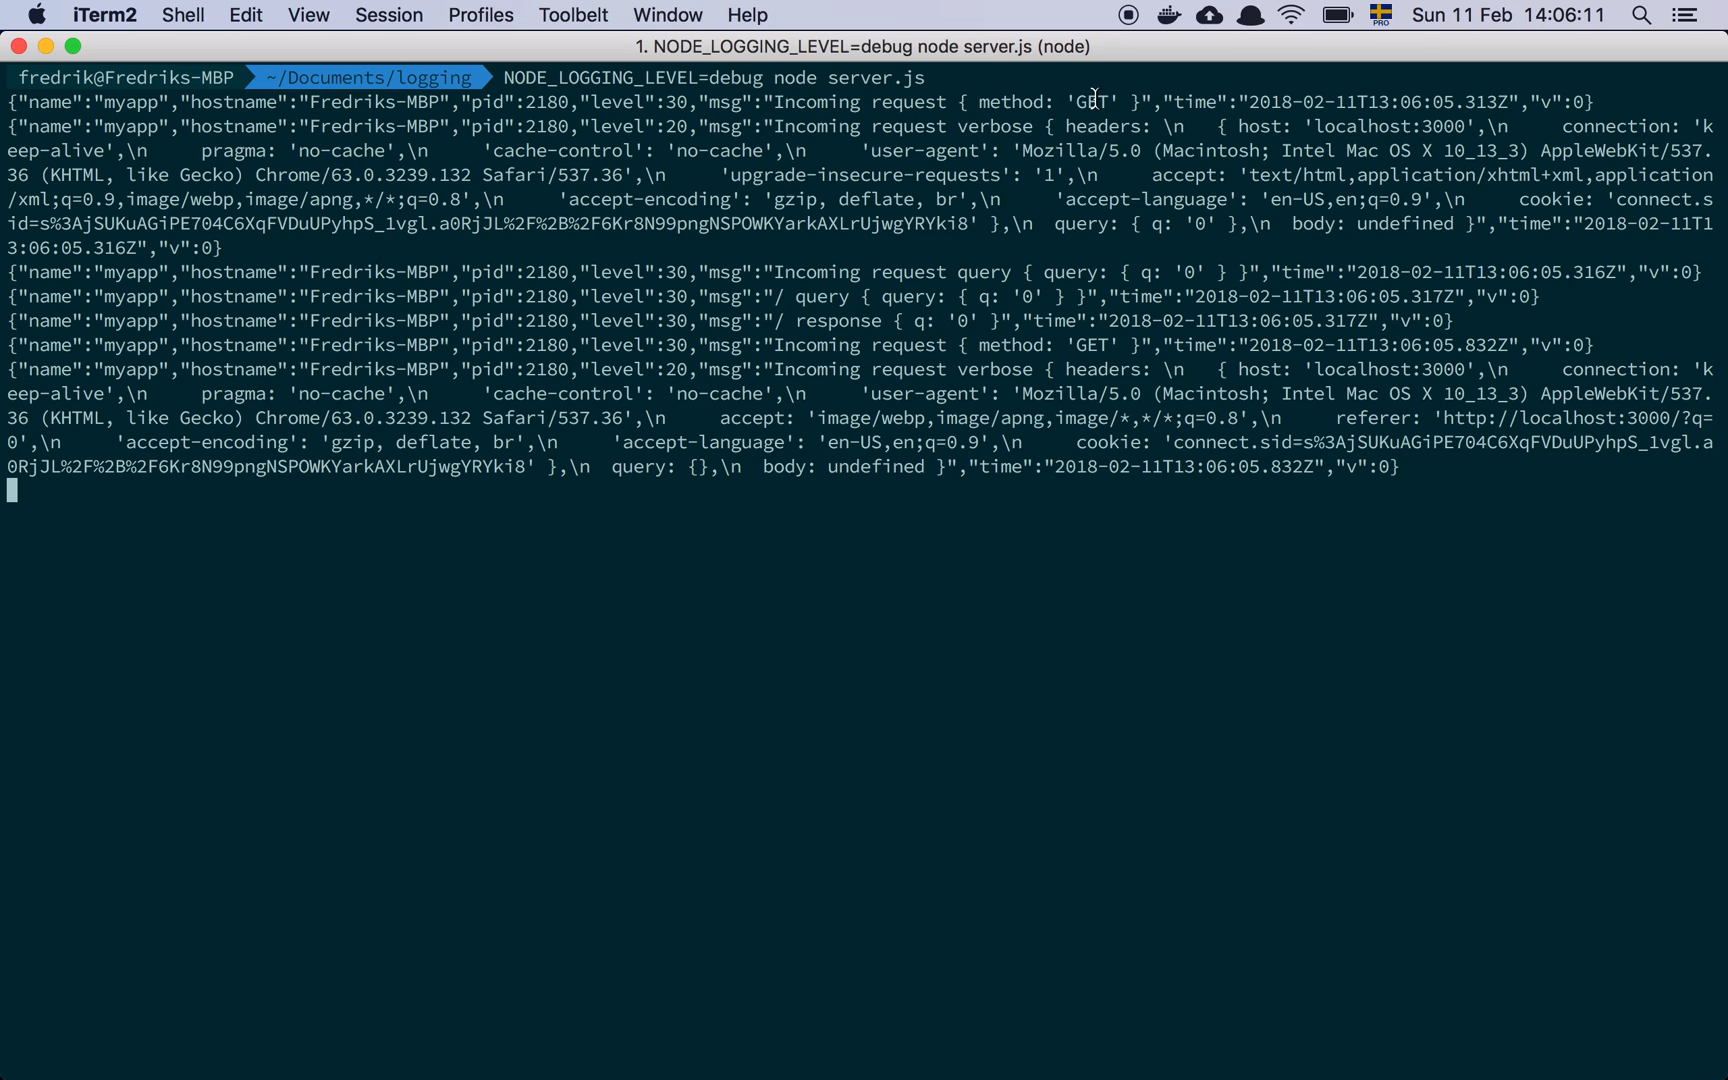 iTerm2 Shell Edit View Session Profiles Toolbelt Window Help PRO Sun 11 Feb 14:06:11
1. NODE_LOGGING_LEVEL=debug node server.js (node)
fredrik@Fredriks-MBP ~/Documents/logging NODE_LOGGING_LEVEL=debug node server.js
{"name":"myapp","hostname":"Fredriks-MBP","pid":2180,"level":30,"msg":"Incoming request { method: 'GET' }","time":"2018-02-11T13:06:05.313Z","v":0}
{"name":"myapp","hostname":"Fredriks-MBP","pid":2180,"level":20,"msg":"Incoming request verbose { headers: \n   { host: 'localhost:3000',\n     connection: 'k
eep-alive',\n     pragma: 'no-cache',\n     'cache-control': 'no-cache',\n     'user-agent': 'Mozilla/5.0 (Macintosh; Intel Mac OS X 10_13_3) AppleWebKit/537.
36 (KHTML, like Gecko) Chrome/63.0.3239.132 Safari/537.36',\n     'upgrade-insecure-requests': '1',\n     accept: 'text/html,application/xhtml+xml,application
/xml;q=0.9,image/webp,image/apng,*/*;q=0.8',\n     'accept-encoding': 'gzip, deflate, br',\n     'accept-language': 'en-US,en;q=0.9',\n     cookie: 'connect.s
id=s%3AjSUKuAGiPE704C6XqFVDuUPyhpS_1vgl.a0RjJL%2F%2B%2F6Kr8N99pngNSPOWKYarkAXLrUjwgYRYki8' },\n  query: { q: '0' },\n  body: undefined }","time":"2018-02-11T1
3:06:05.316Z","v":0}
{"name":"myapp","hostname":"Fredriks-MBP","pid":2180,"level":30,"msg":"Incoming request query { query: { q: '0' } }","time":"2018-02-11T13:06:05.316Z","v":0}
{"name":"myapp","hostname":"Fredriks-MBP","pid":2180,"level":30,"msg":"/ query { query: { q: '0' } }","time":"2018-02-11T13:06:05.317Z","v":0}
{"name":"myapp","hostname":"Fredriks-MBP","pid":2180,"level":30,"msg":"/ response { q: '0' }","time":"2018-02-11T13:06:05.317Z","v":0}
{"name":"myapp","hostname":"Fredriks-MBP","pid":2180,"level":30,"msg":"Incoming request { method: 'GET' }","time":"2018-02-11T13:06:05.832Z","v":0}
{"name":"myapp","hostname":"Fredriks-MBP","pid":2180,"level":20,"msg":"Incoming request verbose { headers: \n   { host: 'localhost:3000',\n     connection: 'k
eep-alive',\n     pragma: 'no-cache',\n     'cache-control': 'no-cache',\n     'user-agent': 'Mozilla/5.0 (Macintosh; Intel Mac OS X 10_13_3) AppleWebKit/537.
36 (KHTML, like Gecko) Chrome/63.0.3239.132 Safari/537.36',\n     accept: 'image/webp,image/apng,image/*,*/*;q=0.8',\n     referer: 'http://localhost:3000/?q=
0',\n     'accept-encoding': 'gzip, deflate, br',\n     'accept-language': 'en-US,en;q=0.9',\n     cookie: 'connect.sid=s%3AjSUKuAGiPE704C6XqFVDuUPyhpS_1vgl.a
0RjJL%2F%2B%2F6Kr8N99pngNSPOWKYarkAXLrUjwgYRYki8' },\n  query: {},\n  body: undefined }","time":"2018-02-11T13:06:05.832Z","v":0}